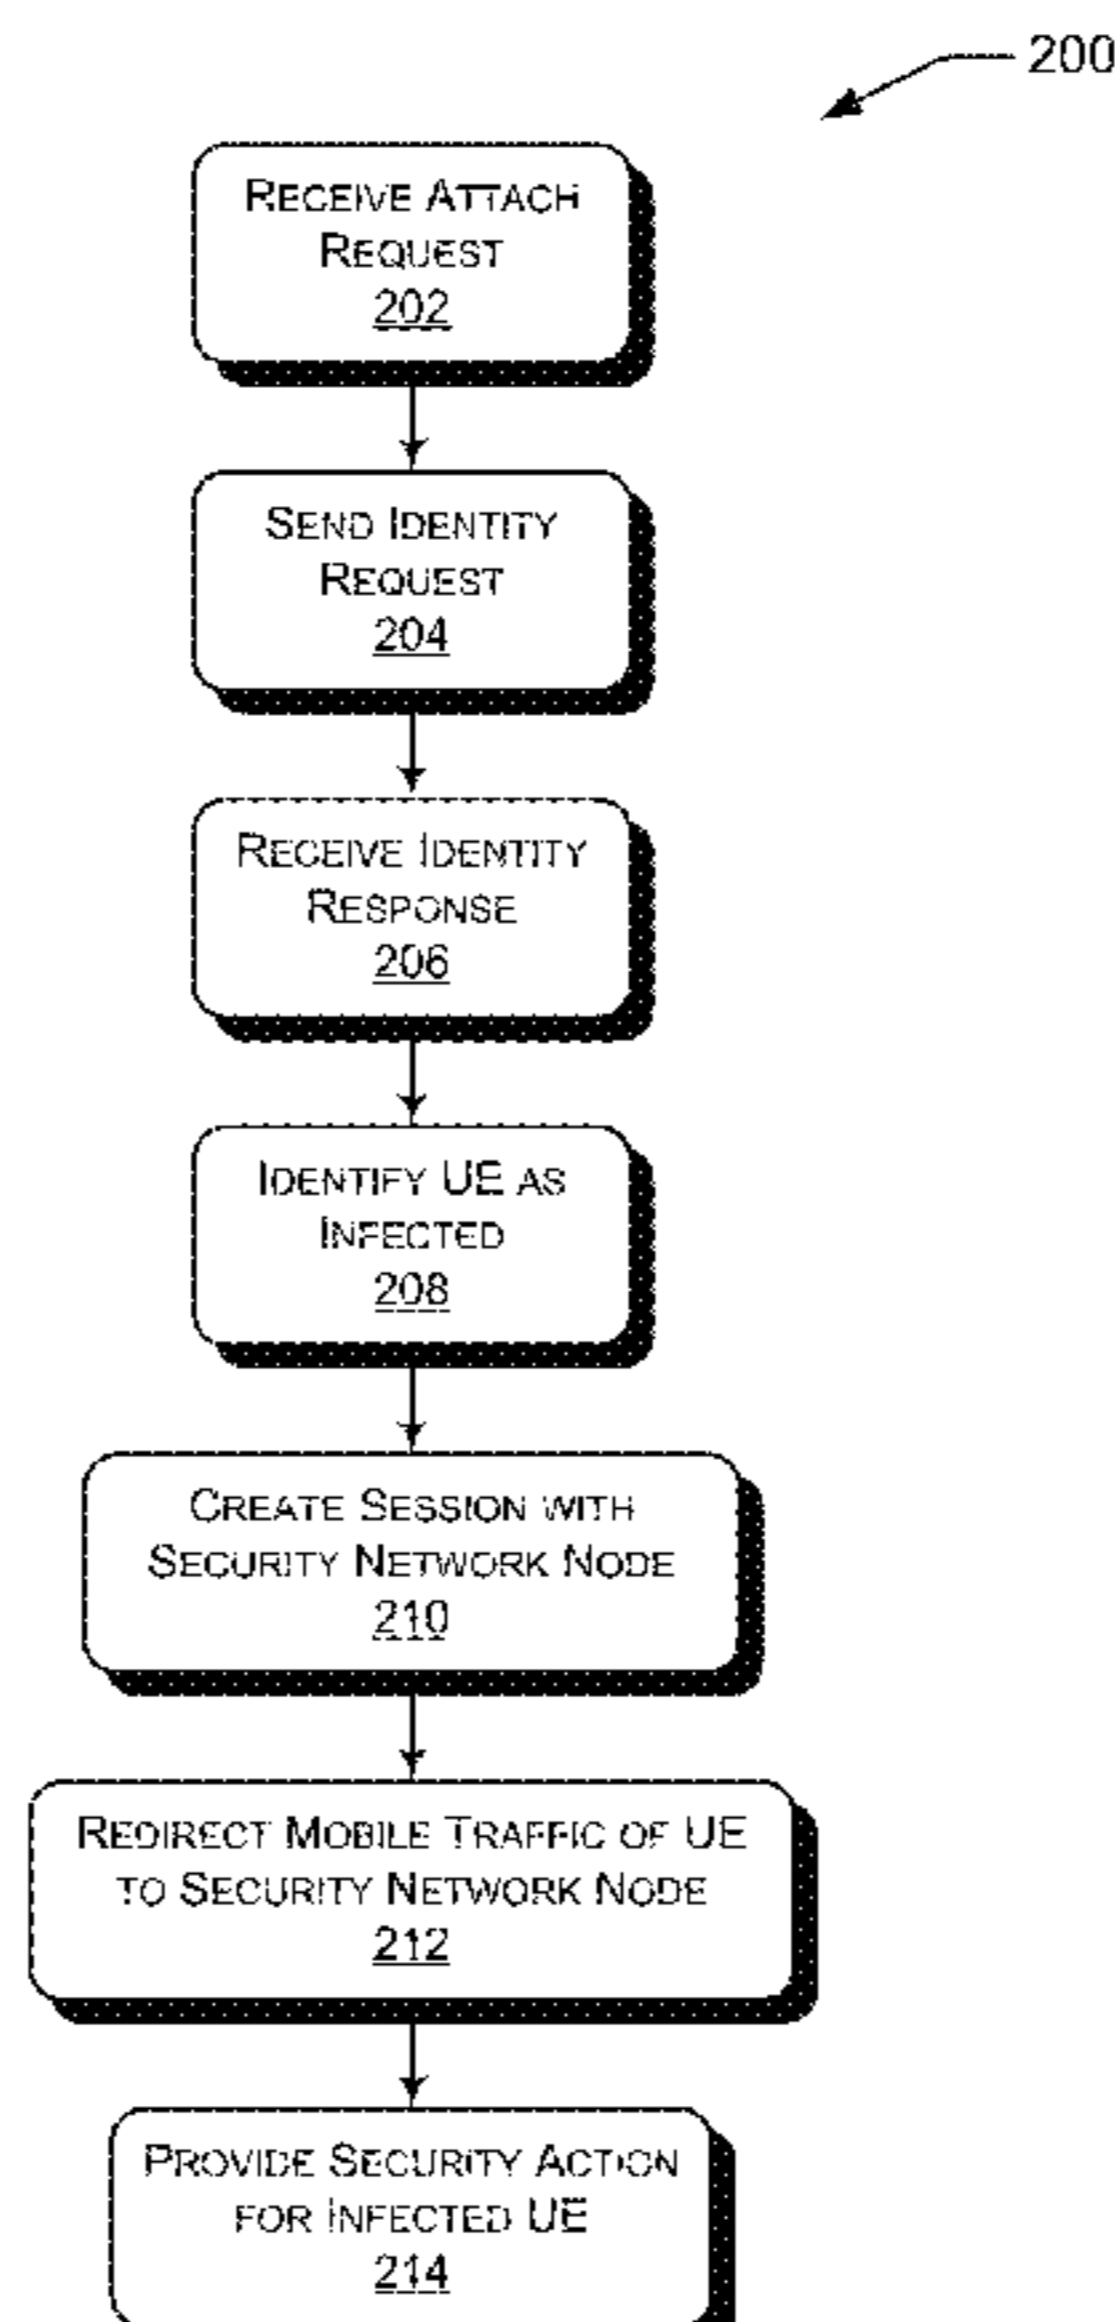 200
RECEIVE ATTACH
REQUEST
202
SEND IDENTITY
REQUEST
204
RECEIVE IDENTITY
RESPONSE
206
IDENTIFY UE AS
INFECTED
208
CREATE SESSION WITH
SECURITY NETWORK NODE
210
REDIRECT MOBILE TRAFFIC OF UE
TO SECURITY NETWORK NODE
212
PROVIDE SECURITY ACTION
FOR INFECTED UE
214